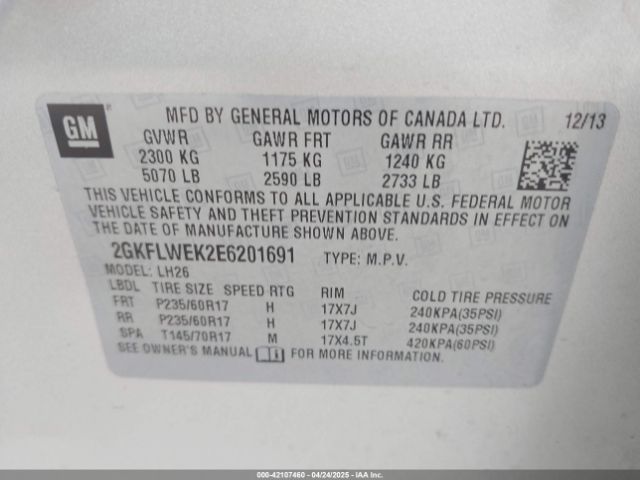 GM
MFD BY GENERAL MOTORS OF CANADA LTD. 12/13
GVWR GAWR FRT GAWR RR
2300 KG 1175 KG 1240 KG
5070 LB 2590 LB 2733 LB
THIS VEHICLE CONFORMS TO ALL APPLICABLE U.S. FEDERAL MOTOR
VEHICLE SAFETY AND THEFT PREVENTION STANDARDS IN EFFECT ON
THE DATE OF MANUFACTURE SHOWN ABOVE.
2GKFLWEK2E6201691 TYPE: M.P.V.
MODEL: LH26
LBDL TIRE SIZE SPEED RTG RIM COLD TIRE PRESSURE
FRT P235/60R17 H 17X7J 240KPA(35PSI)
RR P235/60R17 H 17X7J 240KPA(35PSI)
SPA T145/70R17 M 17X4.5T 420KPA(60PSI)
SEE OWNER'S MANUAL FOR MORE INFORMATION.
000-42107460 - 04/24/2025 - IAAI, Inc.